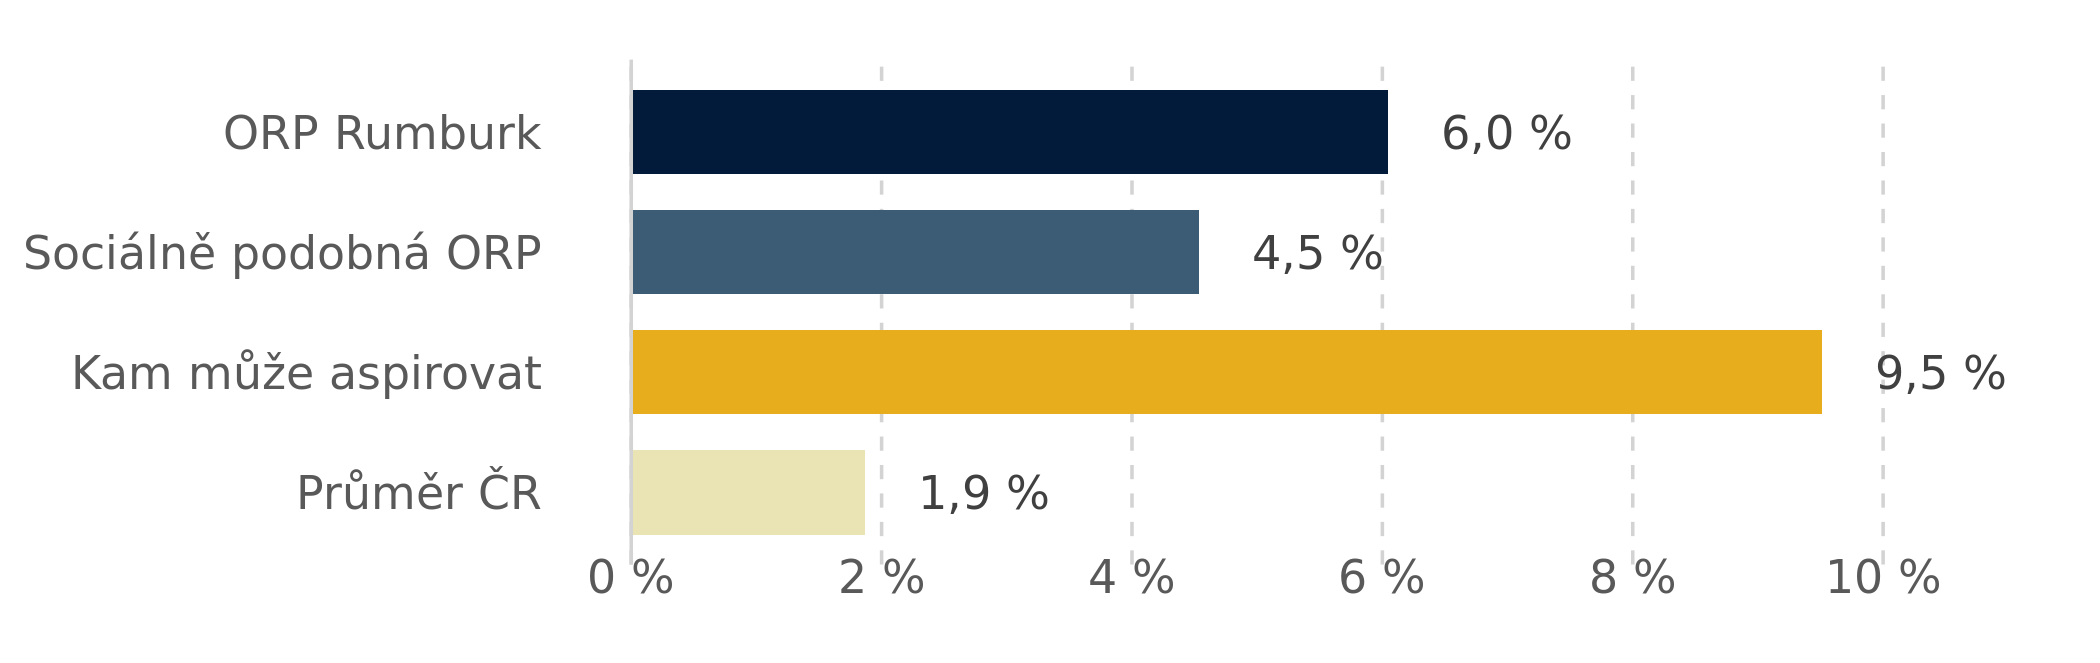 ORP Rumburk
6,0 %
Sociálně podobná ORP
4,5 %
Kam může aspirovat
9,5 %
Průměr ČR
1,9 %
0 % 2 % 4 % 6 % 8 % 10 %